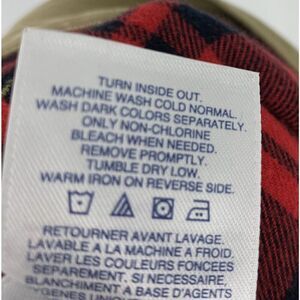 TURN INSIDE OUT.
MACHINE WASH COLD NORMAL.
WASH DARK COLORS SEPARATELY.
ONLY NON-CHLORINE
BLEACH WHEN NEEDED.
REMOVE PROMPTLY.
TUMBLE DRY LOW.
WARM IRON ON REVERSE SIDE.
RETOURNER AVANT LAVAGE.
LAVABLE A LA MACHINE A FROID.
LAVER LES COULEURS FONCEES
SEPAREMENT. SI NECESSAIRE,
BLANCHIMENT A BASE D'AGENTS